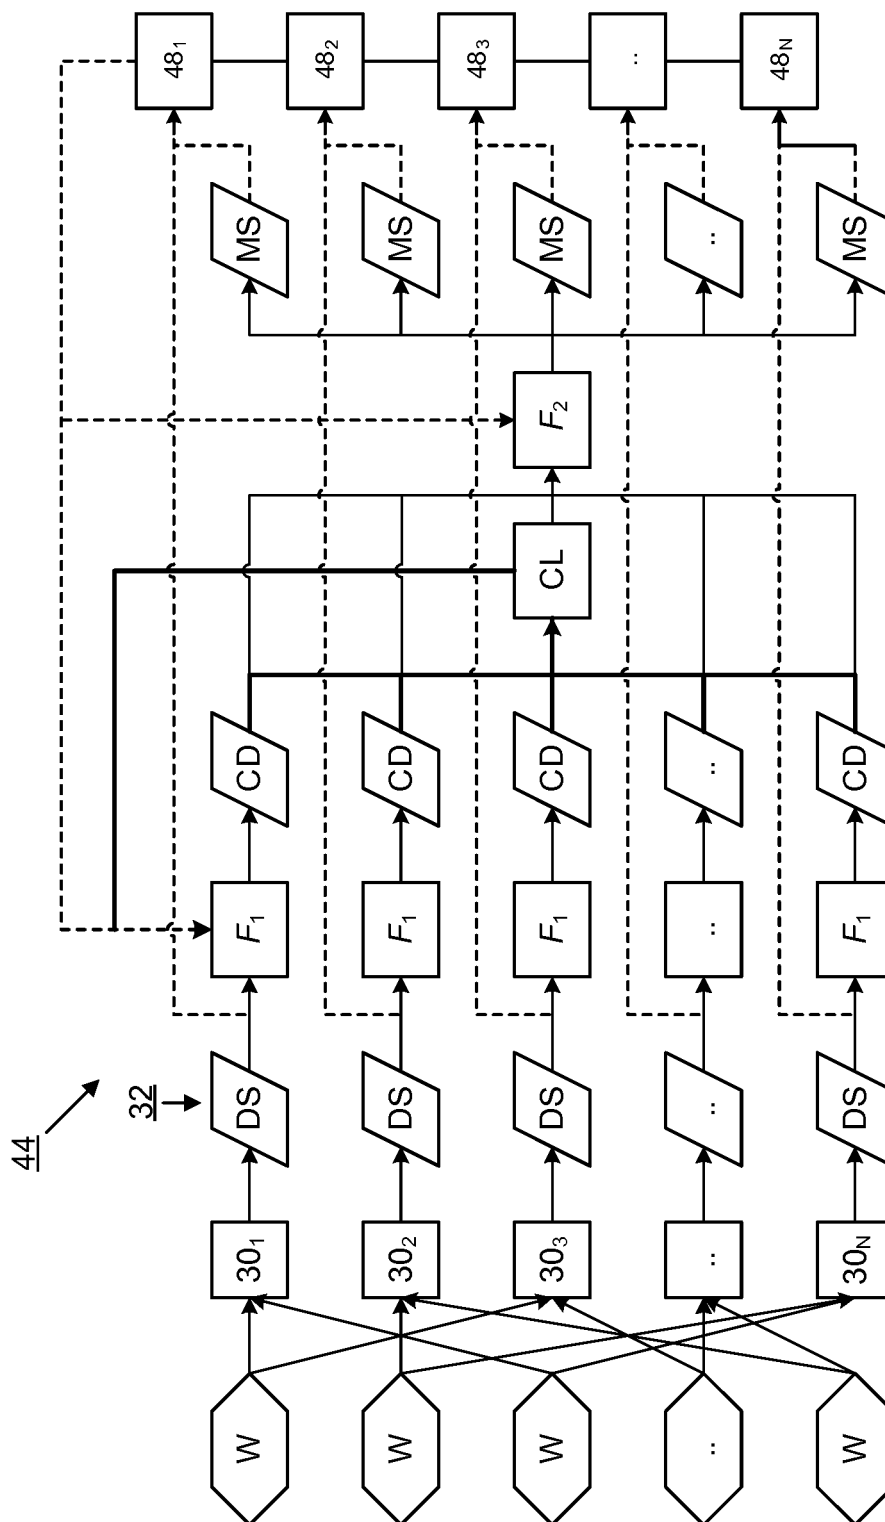 44
32
48₁
W
30₁
DS
F₁
CD
MS
48₂
W
30₂
DS
F₁
CD
MS
48₃
W
30₃
DS
F₁
CD
CL
F₂
MS
..
..
..
..
..
..
..
48N
W
30N
DS
F₁
CD
MS